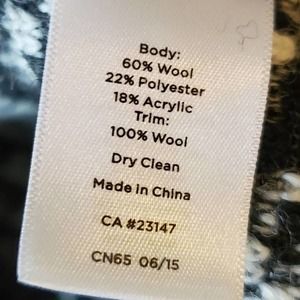 Body:
60% Wool
22% Polyester
18% Acrylic
Trim:
100% Wool
Dry Clean
Made in China
CA #23147
CN65 06/15